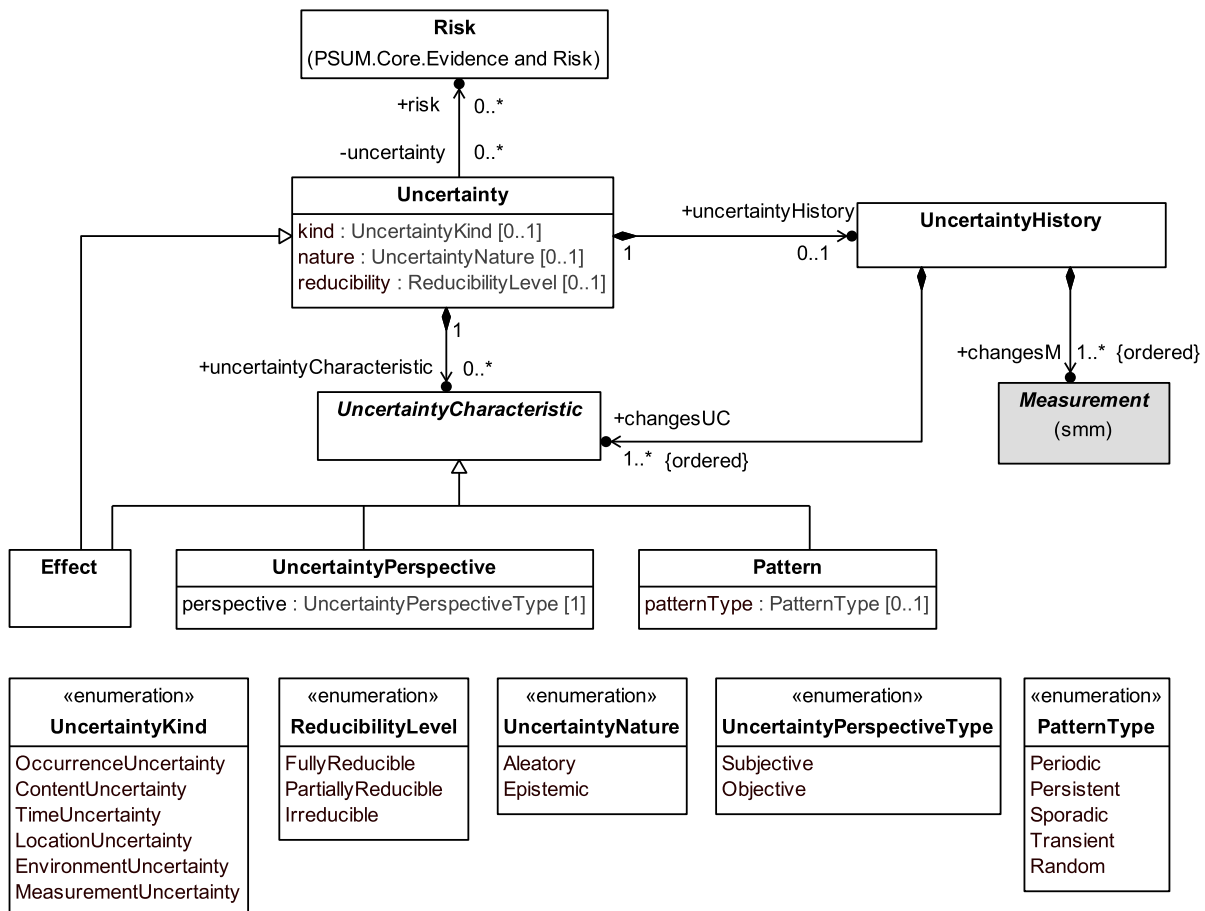 Risk
(PSUM.Core.Evidence and Risk)
+risk 0..*
-uncertainty 0..*
Uncertainty
kind : UncertaintyKind [0..1]
nature : UncertaintyNature [0..1]
reducibility : ReducibilityLevel [0..1]
+uncertaintyHistory
1 0..1
UncertaintyHistory
1
+uncertaintyCharacteristic 0..*
+changesM 1..* {ordered}
UncertaintyCharacteristic
+changesUC
1..* {ordered}
Measurement
(smm)
Effect
UncertaintyPerspective
perspective : UncertaintyPerspectiveType [1]
Pattern
patternType : PatternType [0..1]
«enumeration»
UncertaintyKind
OccurrenceUncertainty
ContentUncertainty
TimeUncertainty
LocationUncertainty
EnvironmentUncertainty
MeasurementUncertainty
«enumeration»
ReducibilityLevel
FullyReducible
PartiallyReducible
Irreducible
«enumeration»
UncertaintyNature
Aleatory
Epistemic
«enumeration»
UncertaintyPerspectiveType
Subjective
Objective
«enumeration»
PatternType
Periodic
Persistent
Sporadic
Transient
Random